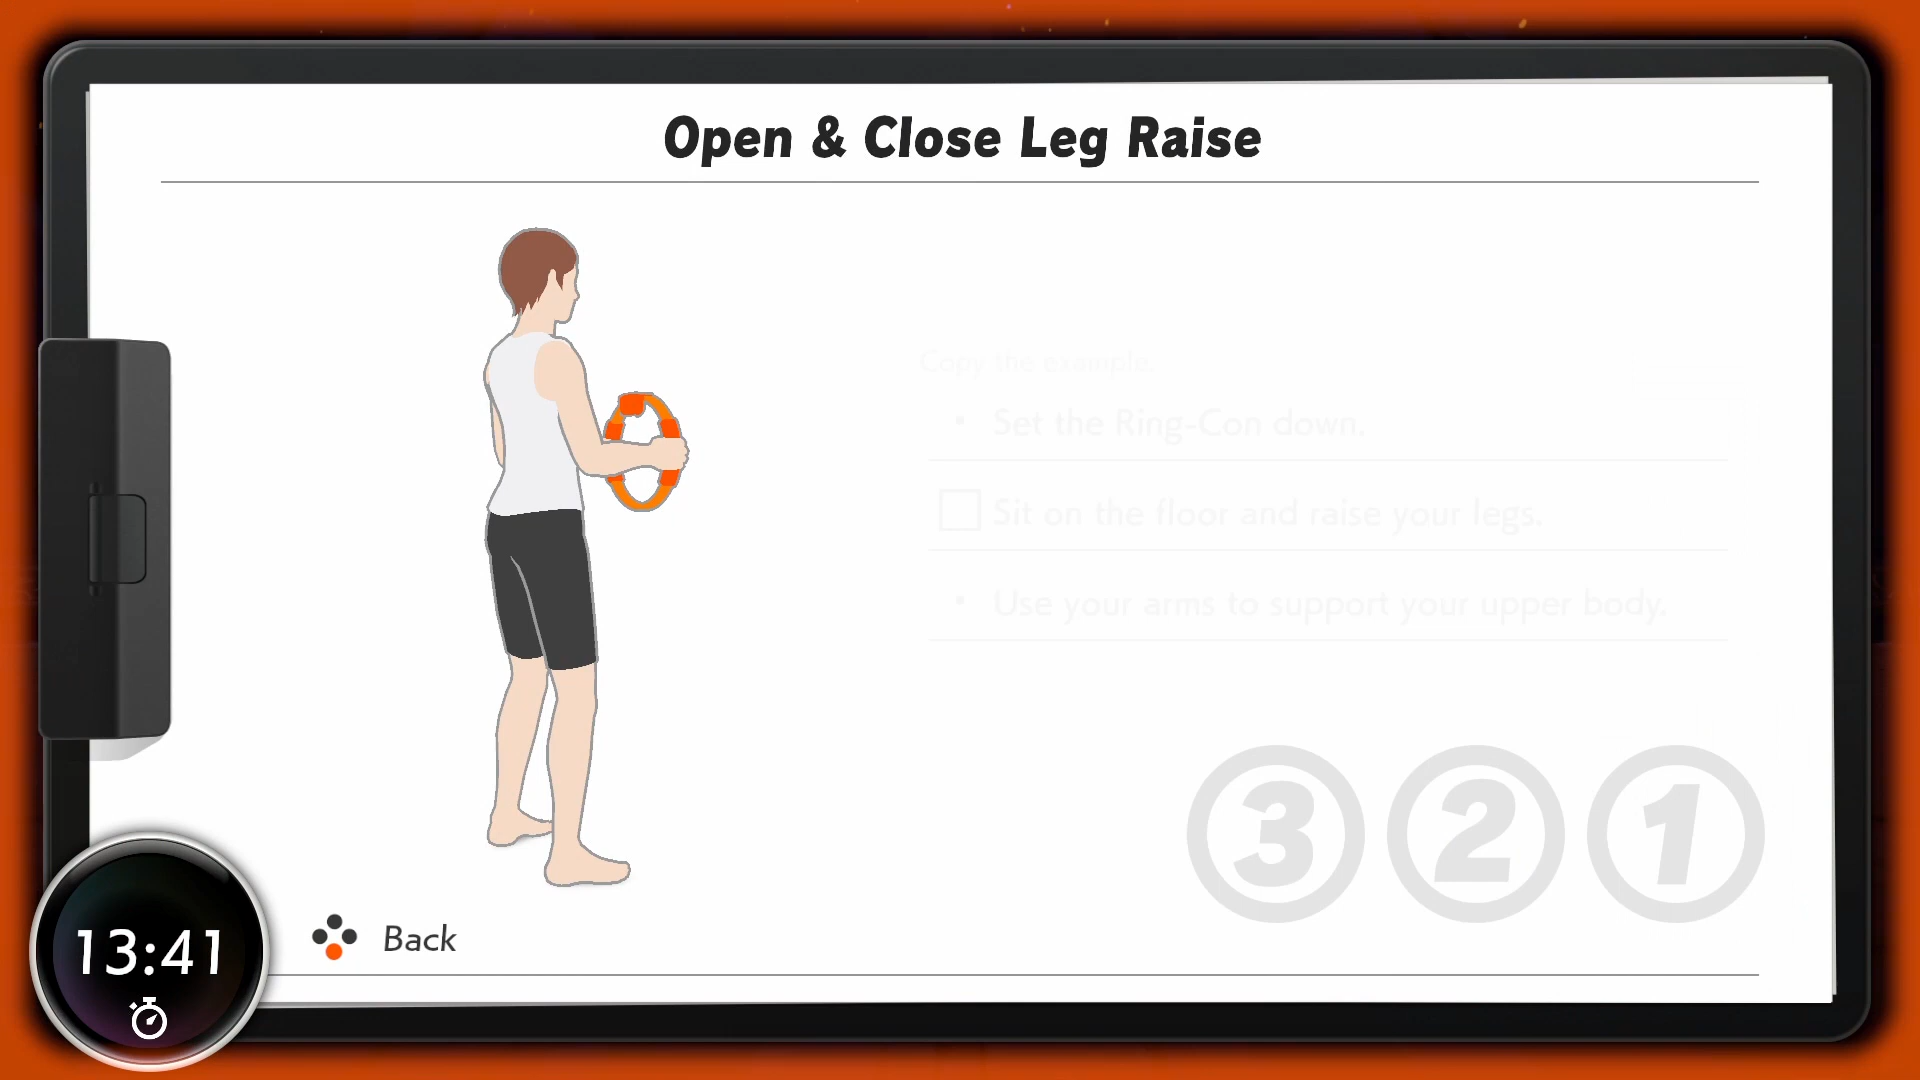 Open & Close Leg Raise
Copy the example.
• Set the Ring-Con down.
Sit on the floor and raise your legs.
• Use your arms to support your upper body.
3 2 1
Back
13:41